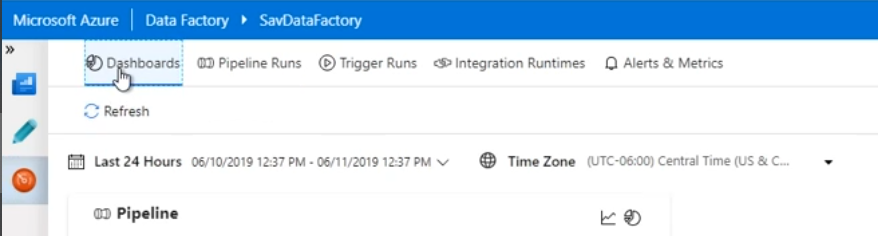 Microsoft Azure Data Factory SavDataFactory
Dashboards Pipeline Runs Trigger Runs Integration Runtimes Alerts & Metrics
Refresh
Last 24 Hours 06/10/2019 12:37 PM - 06/11/2019 12:37 PM Time Zone (UTC-06:00) Central Time (US & C...
Pipeline